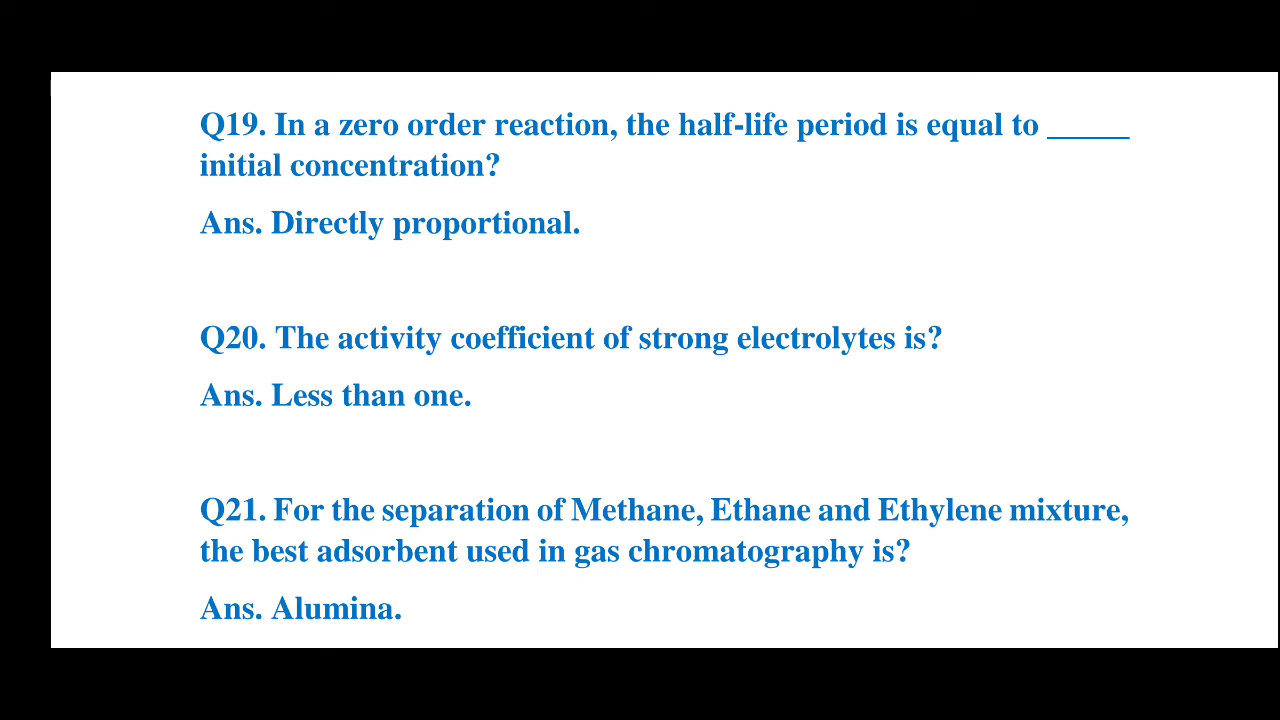 Q19. In a zero order reaction, the half-life period is equal to _____
initial concentration?
Ans. Directly proportional.
Q20. The activity coefficient of strong electrolytes is?
Ans. Less than one.
Q21. For the separation of Methane, Ethane and Ethylene mixture,
the best adsorbent used in gas chromatography is?
Ans. Alumina.